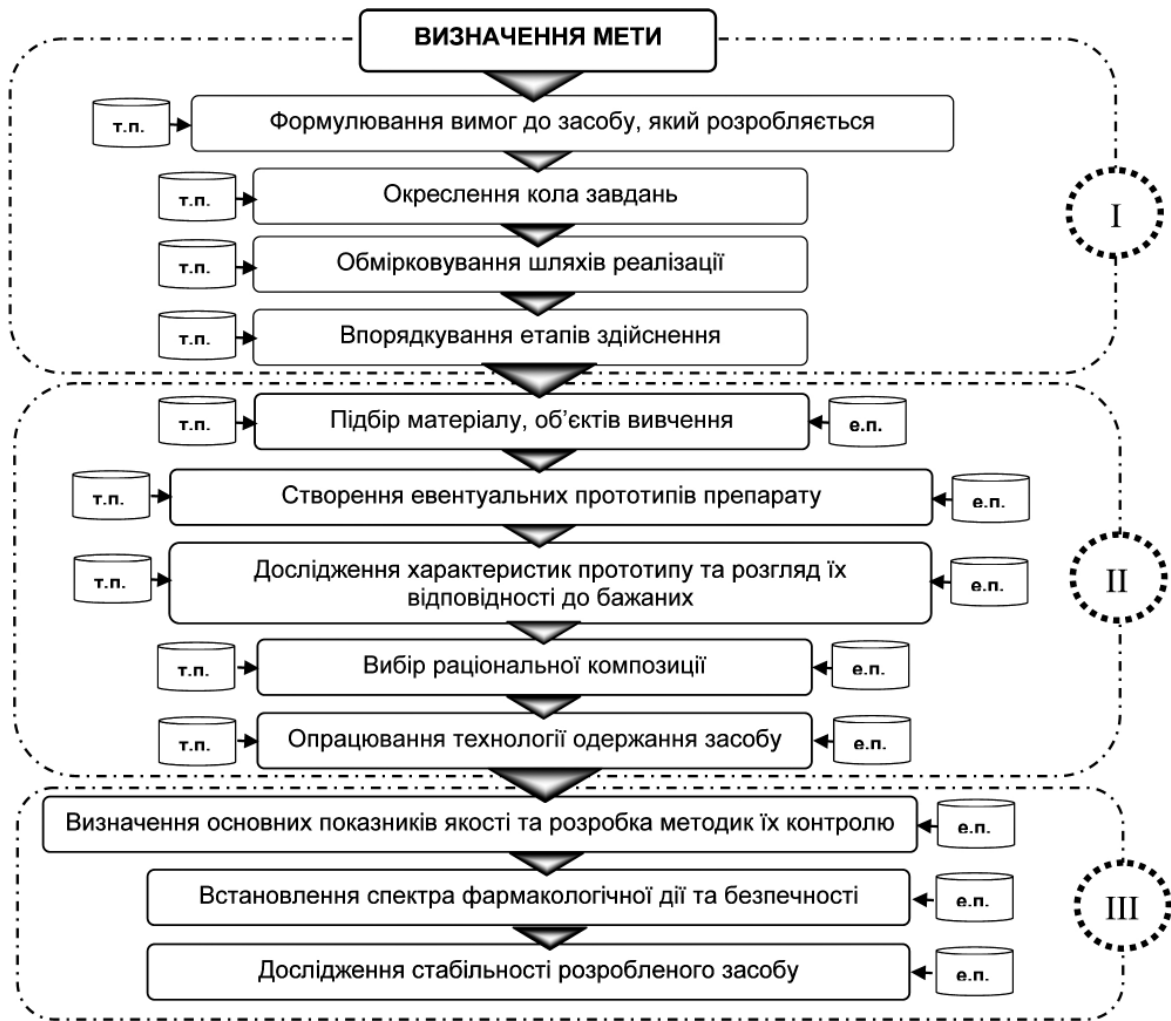 ВИЗНАЧЕННЯ МЕТИ
т.п.
Формулювання вимог до засобу, який розробляється
т.п.
Окреслення кола завдань
I
т.п.
Обмірковування шляхів реалізації
т.п.
Впорядкування етапів здійснення
т.п.
Підбір матеріалу, об’єктів вивчення
е.п.
т.п.
Створення евентуальних прототипів препарату
е.п.
т.п.
Дослідження характеристик прототипу та розгляд їх
відповідності до бажаних
е.п.
II
т.п.
Вибір раціональної композиції
е.п.
т.п.
Опрацювання технології одержання засобу
е.п.
Визначення основних показників якості та розробка методик їх контролю
е.п.
Встановлення спектра фармакологічної дії та безпечності
е.п.
III
Дослідження стабільності розробленого засобу
е.п.